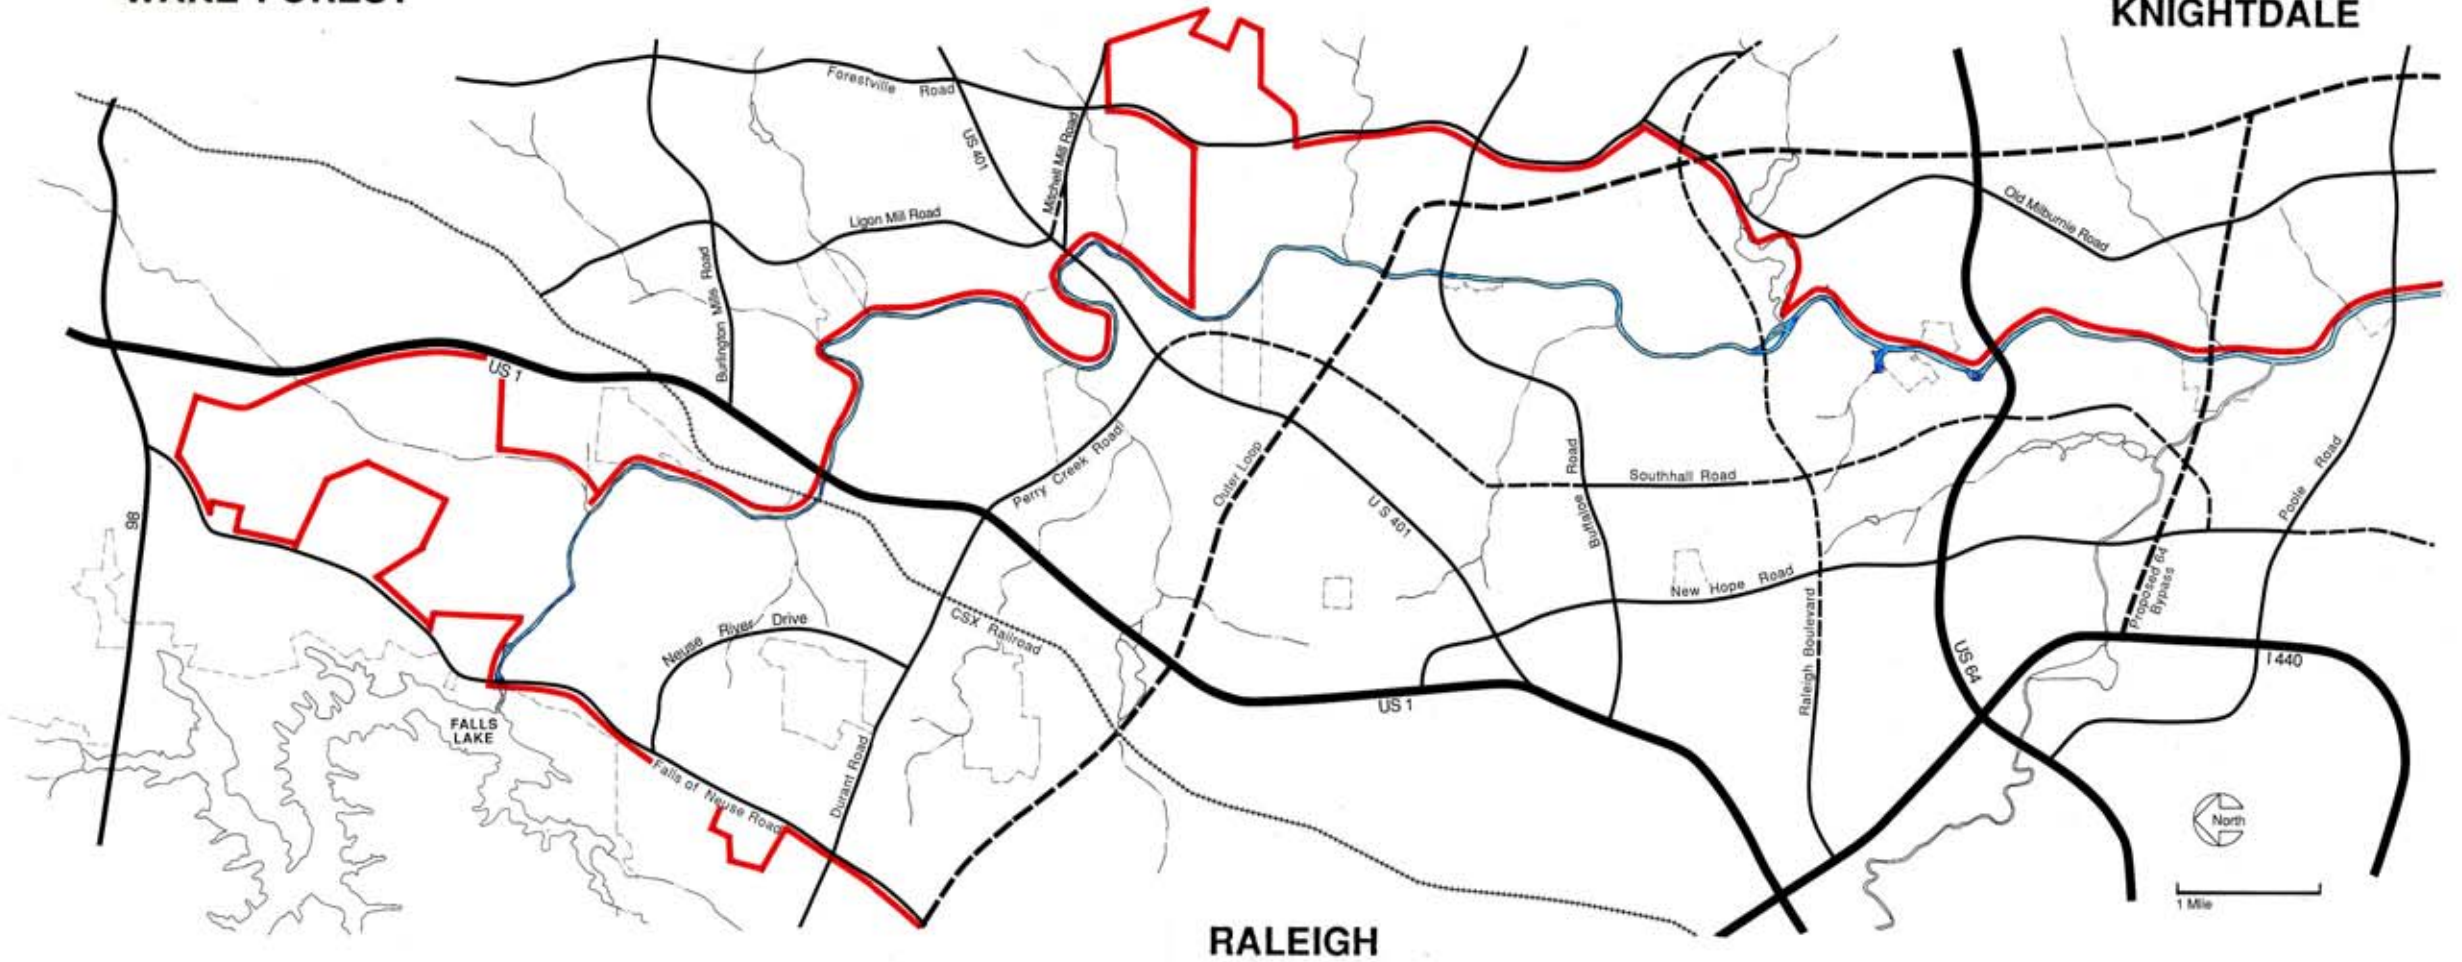 WAKE FOREST
KNIGHTDALE
Forestville Road
US 401
Mitchell Mill Road
Ligon Mill Road
Old Milburnie Road
Burlington Mills Road
US 1
Perry Creek Road
Outer Loop
US 401
Road
Buffaloe
Southhall Road
Poole Road
98
New Hope Road
Proposed 64
Bypass
Raleigh Boulevard
Neuse River Drive
CSX Railroad
US 64
I 440
US 1
FALLS
LAKE
Falls of Neuse Road
Durant Road
North
1 Mile
RALEIGH